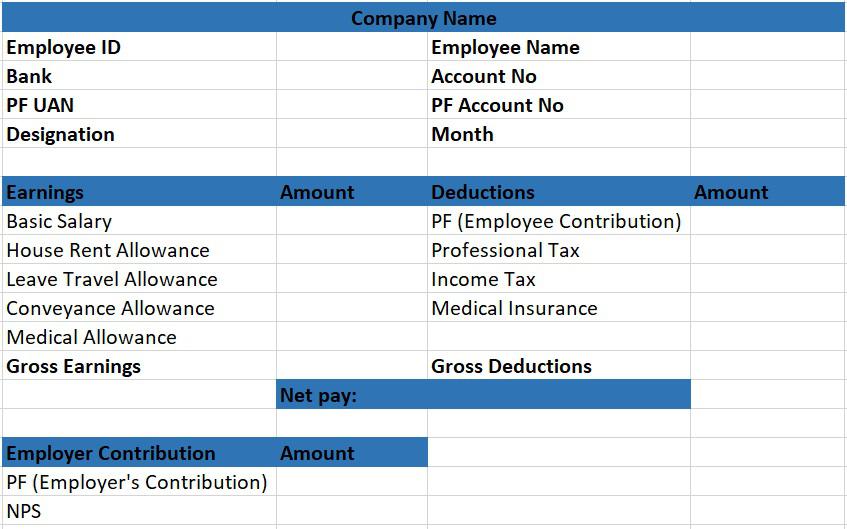 Company Name
Employee ID Employee Name
Bank Account No
PF UAN PF Account No
Designation Month
Earnings Amount Deductions Amount
Basic Salary PF (Employee Contribution)
House Rent Allowance Professional Tax
Leave Travel Allowance Income Tax
Conveyance Allowance Medical Insurance
Medical Allowance
Gross Earnings Gross Deductions
Net pay:
Employer Contribution Amount
PF (Employer's Contribution)
NPS